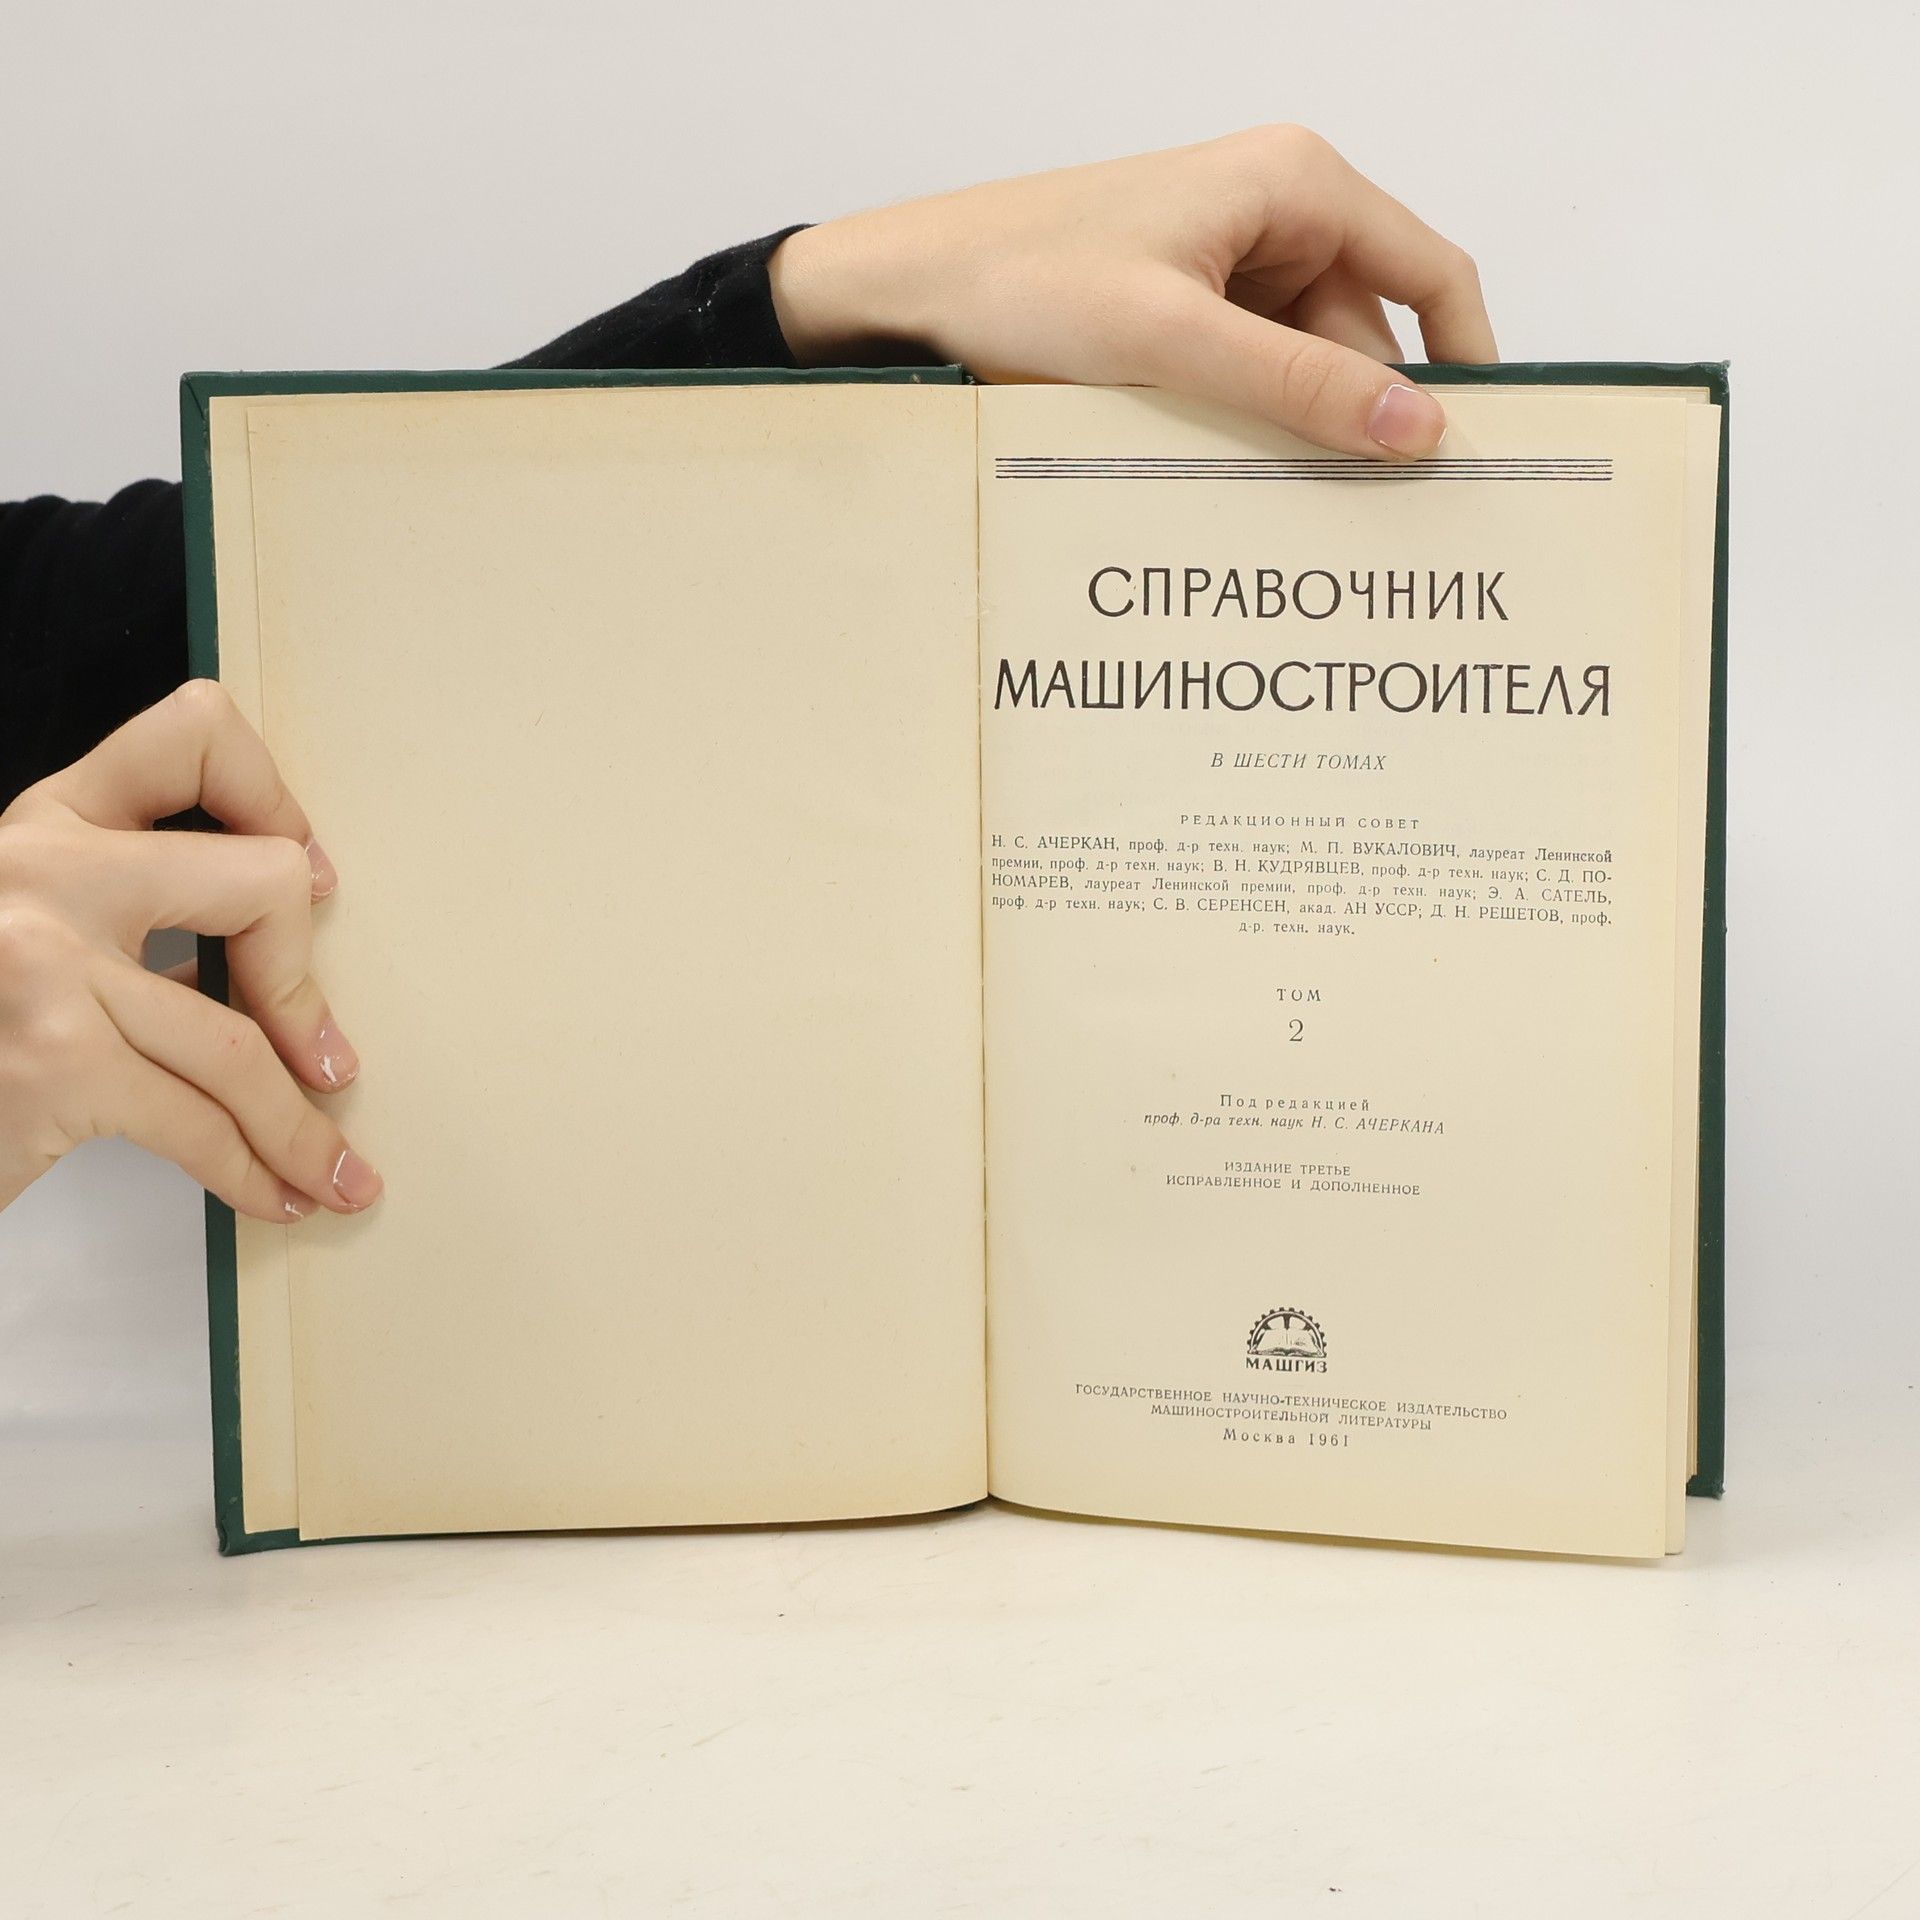 СПРАВОЧНИК
МАШИНОСТРОИТЕЛЯ
В ШЕСТИ ТОМАХ
РЕДАКЦИОННЫЙ СОВЕТ
Н. С. АЧЕРКАН, проф. д-р техн. наук; М. П. ВУКАЛОВИЧ, лауреат Ленинской
премии, проф. д-р техн. наук; В. Н. КУДРЯВЦЕВ, проф. д-р техн. наук; С. Д. ПО-
НОМАРЕВ, лауреат Ленинской премии, проф. д-р техн. наук; Э. А. САТЕЛЬ,
проф. д-р техн. наук; С. В. СЕРЕНСЕН, акад. АН УССР; Д. Н. РЕШЕТОВ, проф.
д-р. техн. наук.
ТОМ
2
Под редакцией
проф. д-ра техн. наук Н. С. АЧЕРКАНА
ИЗДАНИЕ ТРЕТЬЕ
ИСПРАВЛЕННОЕ И ДОПОЛНЕННОЕ
МАШГИЗ
ГОСУДАРСТВЕННОЕ НАУЧНО-ТЕХНИЧЕСКОЕ ИЗДАТЕЛЬСТВО
МАШИНОСТРОИТЕЛЬНОЙ ЛИТЕРАТУРЫ
Москва 1961